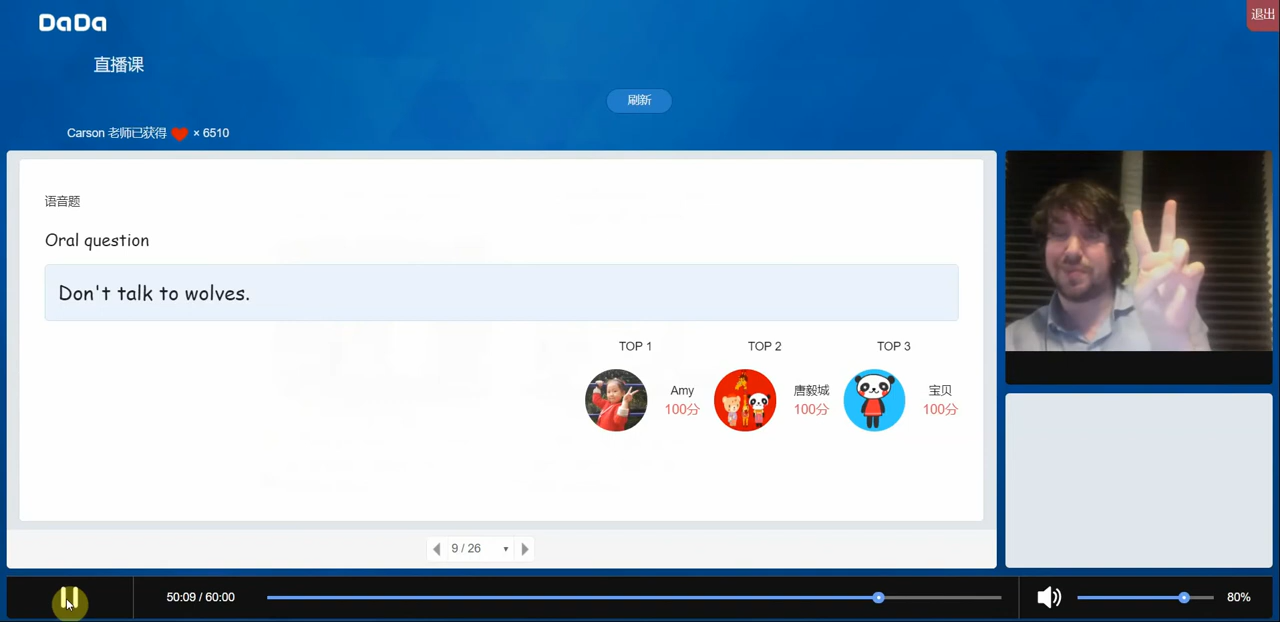 DaDa
退出
直播课
刷新
Carson 老师已获得 × 6510
语音题
Oral question
Don't talk to wolves.
TOP 1 TOP 2 TOP 3
Amy 唐毅城 宝贝
100分 100分 100分
9 / 26
50:09 / 60:00 80%